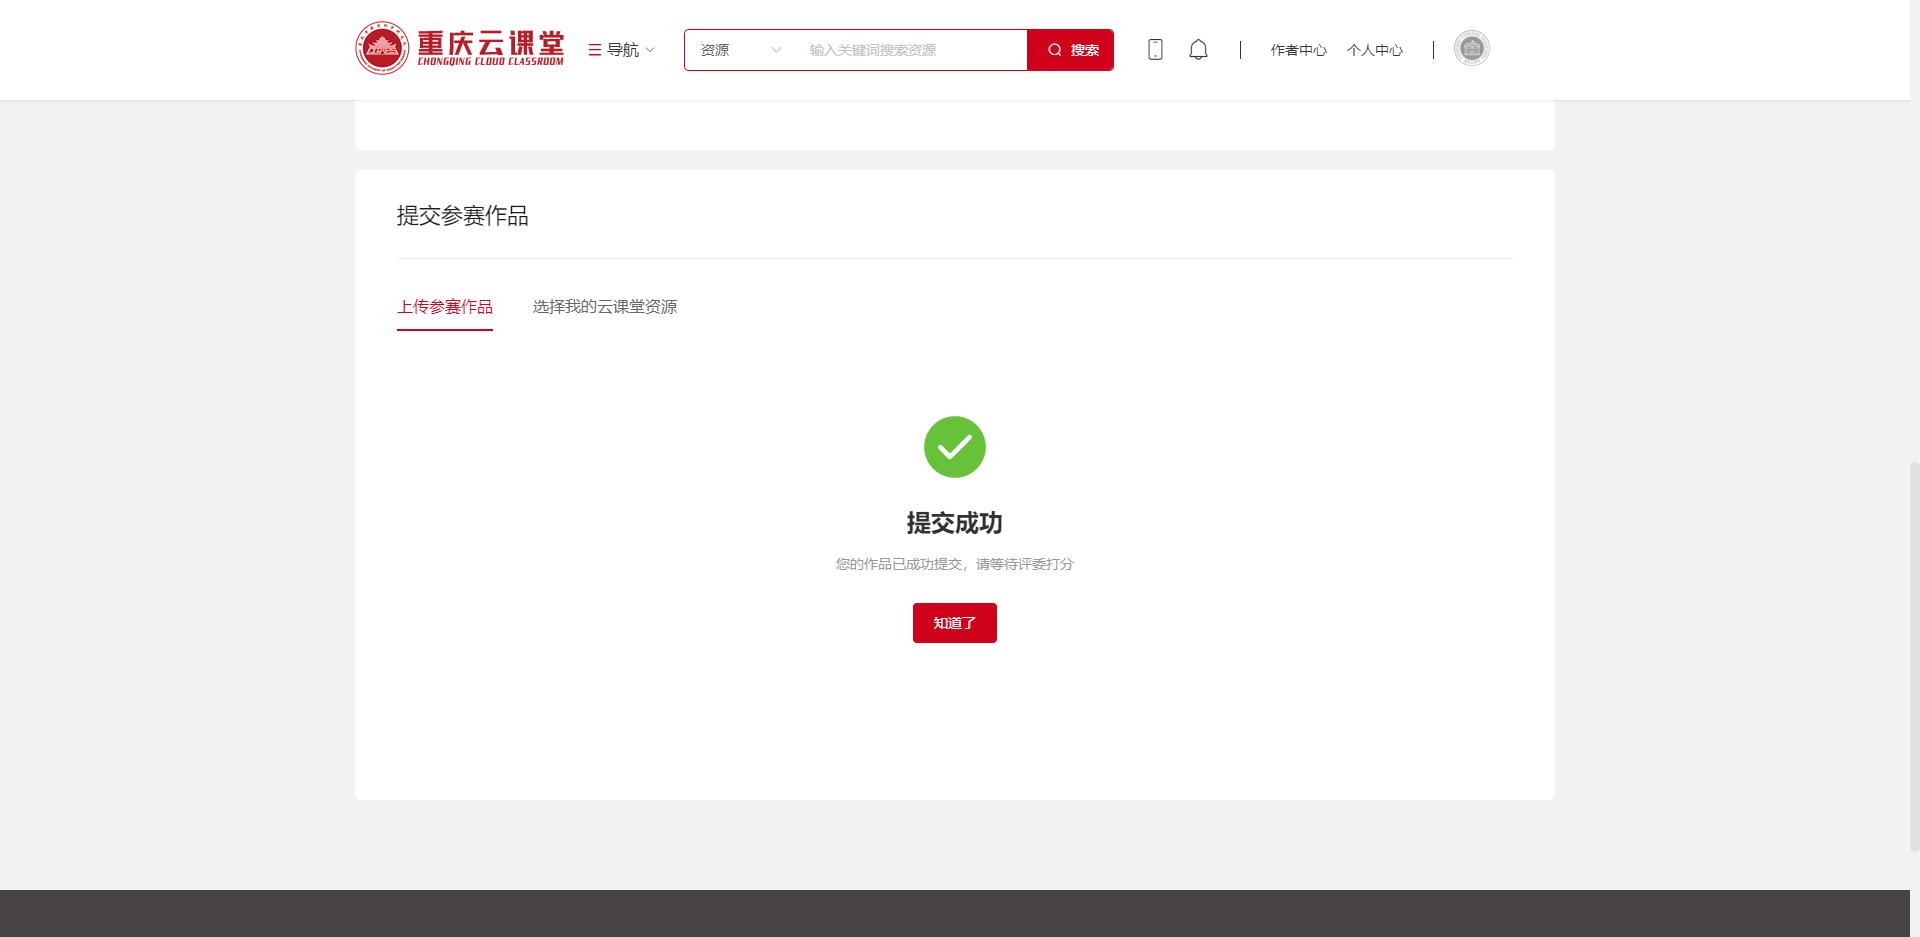 重庆云课堂
CHONGQING CLOUD CLASSROOM
导航
资源
输入关键词搜索资源
搜索
作者中心
个人中心
提交参赛作品
上传参赛作品
选择我的云课堂资源
提交成功
您的作品已成功提交，请等待评委打分
知道了